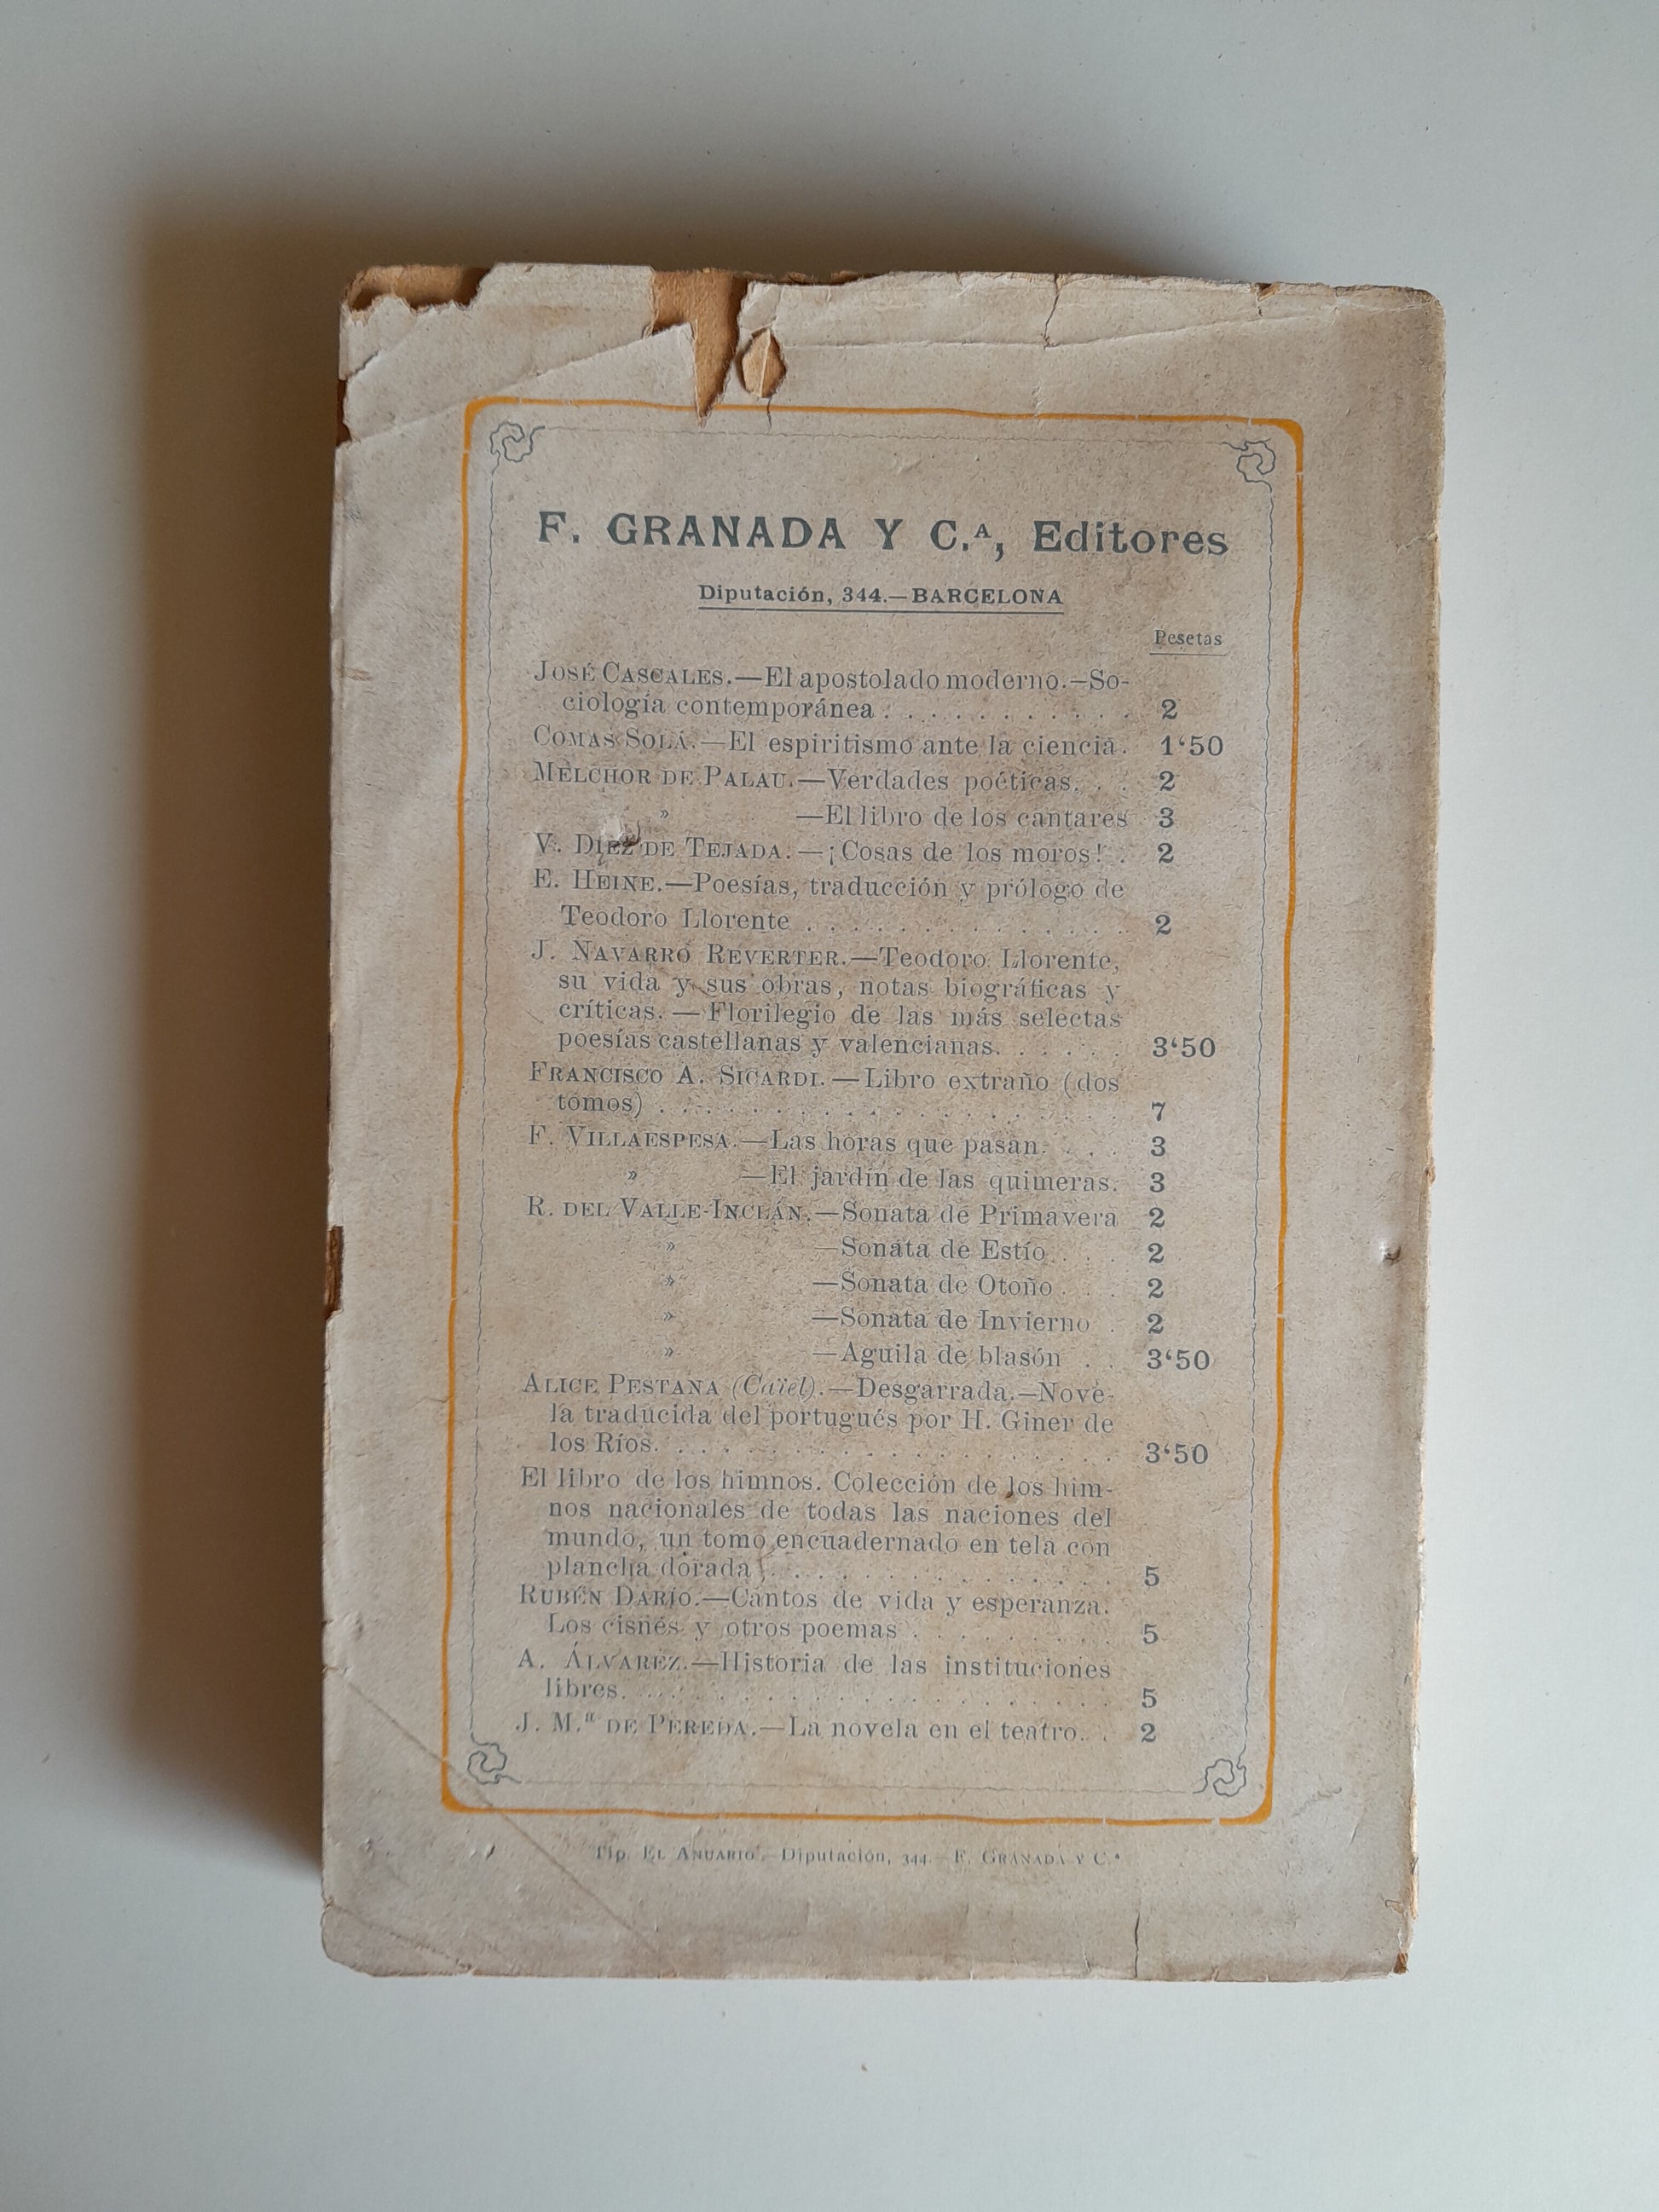 F. GRANADA Y C.ᴬ, Editores
Diputación, 344.—BARCELONA
Pesetas
JOSÉ CASCALES.—El apostolado moderno.—So-
ciología contemporánea . . . . . . . . . . 2
COMAS SOLÁ.—El espiritismo ante la ciencia. 1‘50
MELCHOR DE PALAU.—Verdades poéticas. . . 2
» —El libro de los cantares 3
V. DIEZ DE TEJADA.—¡Cosas de los moros! . 2
E. HEINE.—Poesías, traducción y prólogo de
Teodoro Llorente . . . . . . . . . . . . . 2
J. NAVARRO REVERTER.—Teodoro Llorente,
su vida y sus obras, notas biográficas y
críticas. — Florilegio de las más selectas
poesías castellanas y valencianas. . . . . . 3‘50
FRANCISCO A. SICARDI.—Libro extraño (dos
tomos) . . . . . . . . . . . . . . . . . . 7
F. VILLAESPESA.—Las horas que pasan. . . . 3
» —El jardín de las quimeras. 3
R. DEL VALLE-INCLÁN.—Sonata de Primavera 2
» —Sonata de Estío . . . 2
» —Sonata de Otoño . . . 2
» —Sonata de Invierno . 2
» —Aguila de blasón . . 3‘50
ALICE PESTANA (Caïel).—Desgarrada.—Nove-
la traducida del portugués por H. Giner de
los Ríos. . . . . . . . . . . . . . . . . . 3‘50
El libro de los himnos. Colección de los him-
nos nacionales de todas las naciones del
mundo, un tomo encuadernado en tela con
plancha dorada . . . . . . . . . . . . . . 5
RUBÉN DARÍO.—Cantos de vida y esperanza.
Los cisnes y otros poemas . . . . . . . . . 5
A. ÁLVAREZ.—Historia de las instituciones
libres. . . . . . . . . . . . . . . . . . . 5
J. M.ª DE PEREDA.—La novela en el teatro. . 2
Tip. EL ANUARIO.—Diputación, 344.—F. GRANADA Y C.ª